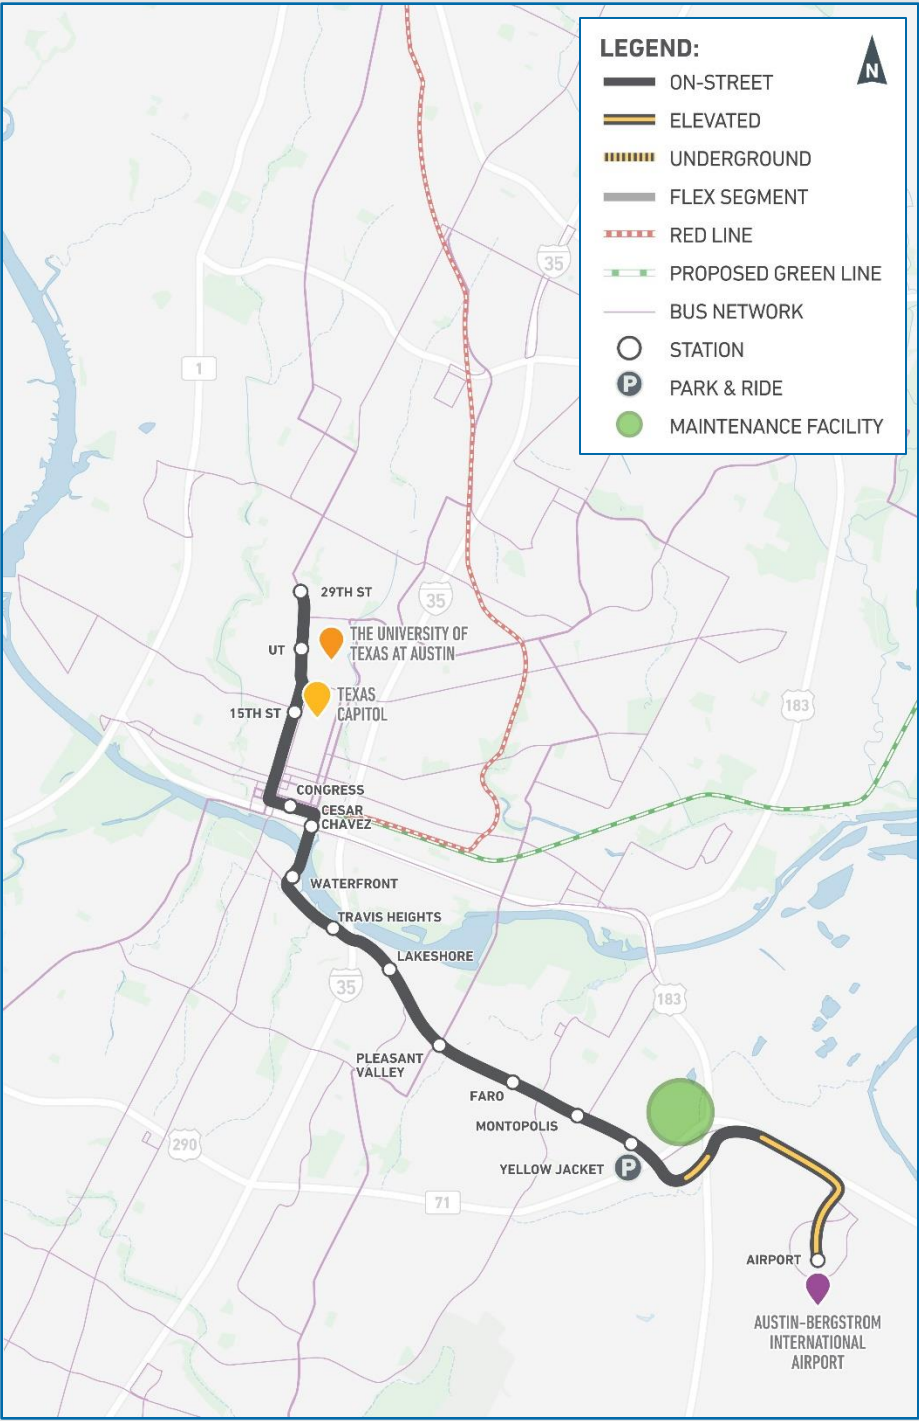 LEGEND:
N
ON-STREET
ELEVATED
UNDERGROUND
FLEX SEGMENT
RED LINE
PROPOSED GREEN LINE
BUS NETWORK
STATION
P
PARK & RIDE
MAINTENANCE FACILITY
35
1
35
29TH ST
THE UNIVERSITY OF
TEXAS AT AUSTIN
UT
TEXAS
CAPITOL
15TH ST
183
CONGRESS
CESAR
CHAVEZ
WATERFRONT
TRAVIS HEIGHTS
LAKESHORE
35
183
PLEASANT
VALLEY
FARO
MONTOPOLIS
290
YELLOW JACKET
P
71
AIRPORT
AUSTIN-BERGSTROM
INTERNATIONAL
AIRPORT